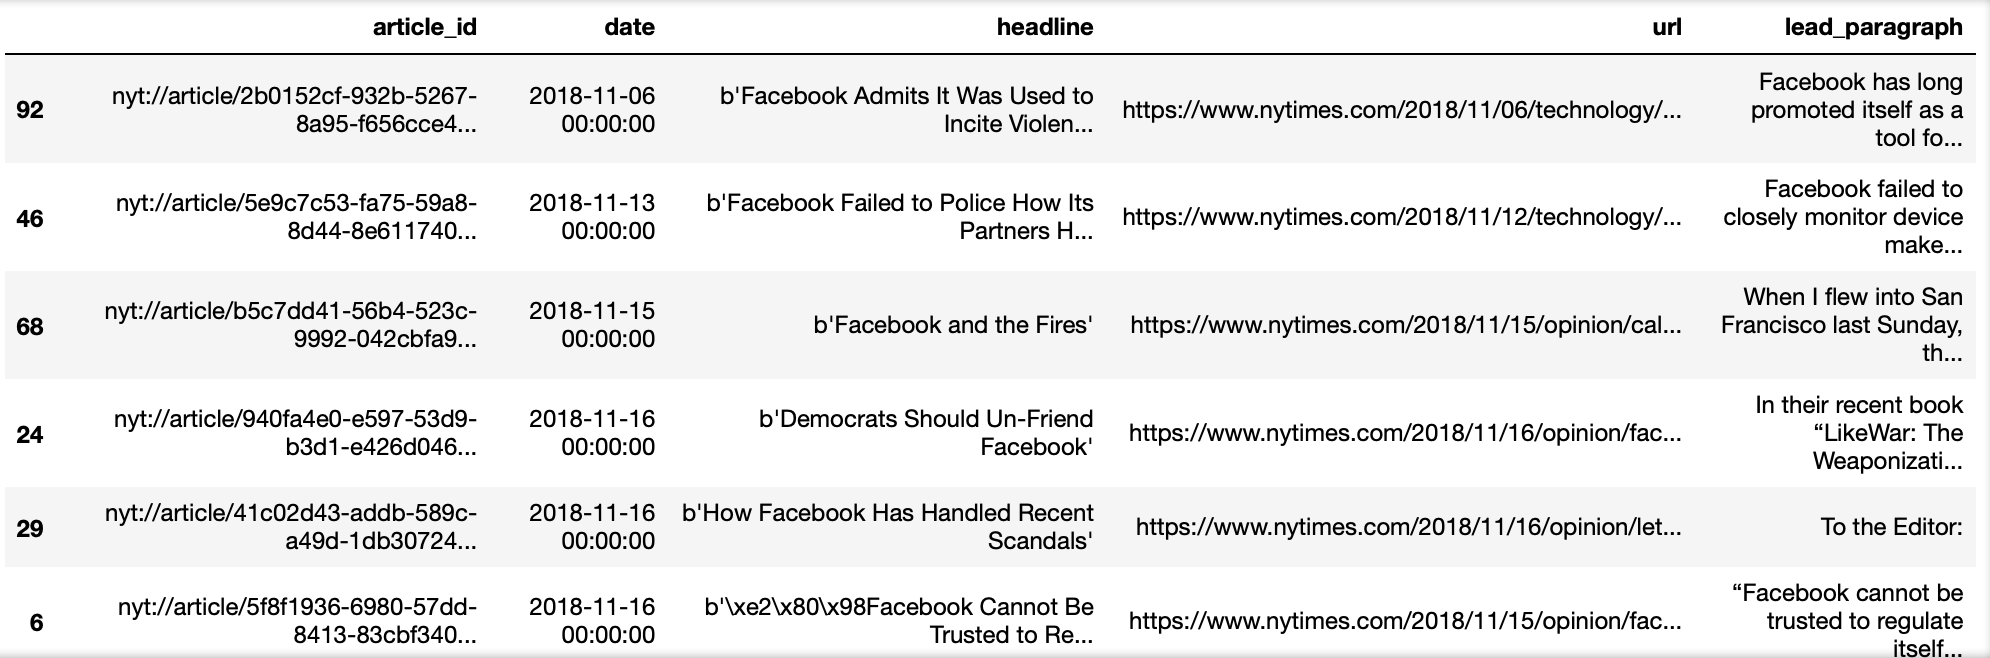 article_id date headline url lead_paragraph
92 nyt://article/2b0152cf-932b-5267-8a95-f656cce4... 2018-11-06 00:00:00 b'Facebook Admits It Was Used to Incite Violen... https://www.nytimes.com/2018/11/06/technology/... Facebook has long promoted itself as a tool fo...
46 nyt://article/5e9c7c53-fa75-59a8-8d44-8e611740... 2018-11-13 00:00:00 b'Facebook Failed to Police How Its Partners H... https://www.nytimes.com/2018/11/12/technology/... Facebook failed to closely monitor device make...
68 nyt://article/b5c7dd41-56b4-523c-9992-042cbfa9... 2018-11-15 00:00:00 b'Facebook and the Fires' https://www.nytimes.com/2018/11/15/opinion/cal... When I flew into San Francisco last Sunday, th...
24 nyt://article/940fa4e0-e597-53d9-b3d1-e426d046... 2018-11-16 00:00:00 b'Democrats Should Un-Friend Facebook' https://www.nytimes.com/2018/11/16/opinion/fac... In their recent book “LikeWar: The Weaponizati...
29 nyt://article/41c02d43-addb-589c-a49d-1db30724... 2018-11-16 00:00:00 b'How Facebook Has Handled Recent Scandals' https://www.nytimes.com/2018/11/16/opinion/let... To the Editor:
6 nyt://article/5f8f1936-6980-57dd-8413-83cbf340... 2018-11-16 00:00:00 b'\xe2\x80\x98Facebook Cannot Be Trusted to Re... https://www.nytimes.com/2018/11/15/opinion/fac... “Facebook cannot be trusted to regulate itself...